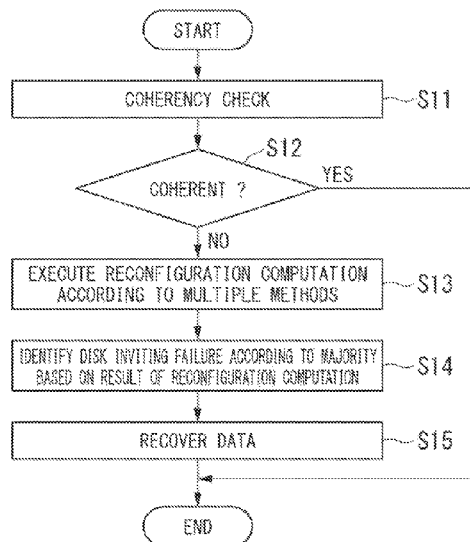 START
COHERENCY CHECK
S11
S12
COHERENT ?
YES
NO
EXECUTE RECONFIGURATION COMPUTATION
ACCORDING TO MULTIPLE METHODS
S13
IDENTIFY DISK INVITING FAILURE ACCORDING TO MAJORITY
BASED ON RESULT OF RECONFIGURATION COMPUTATION
S14
RECOVER DATA
S15
END